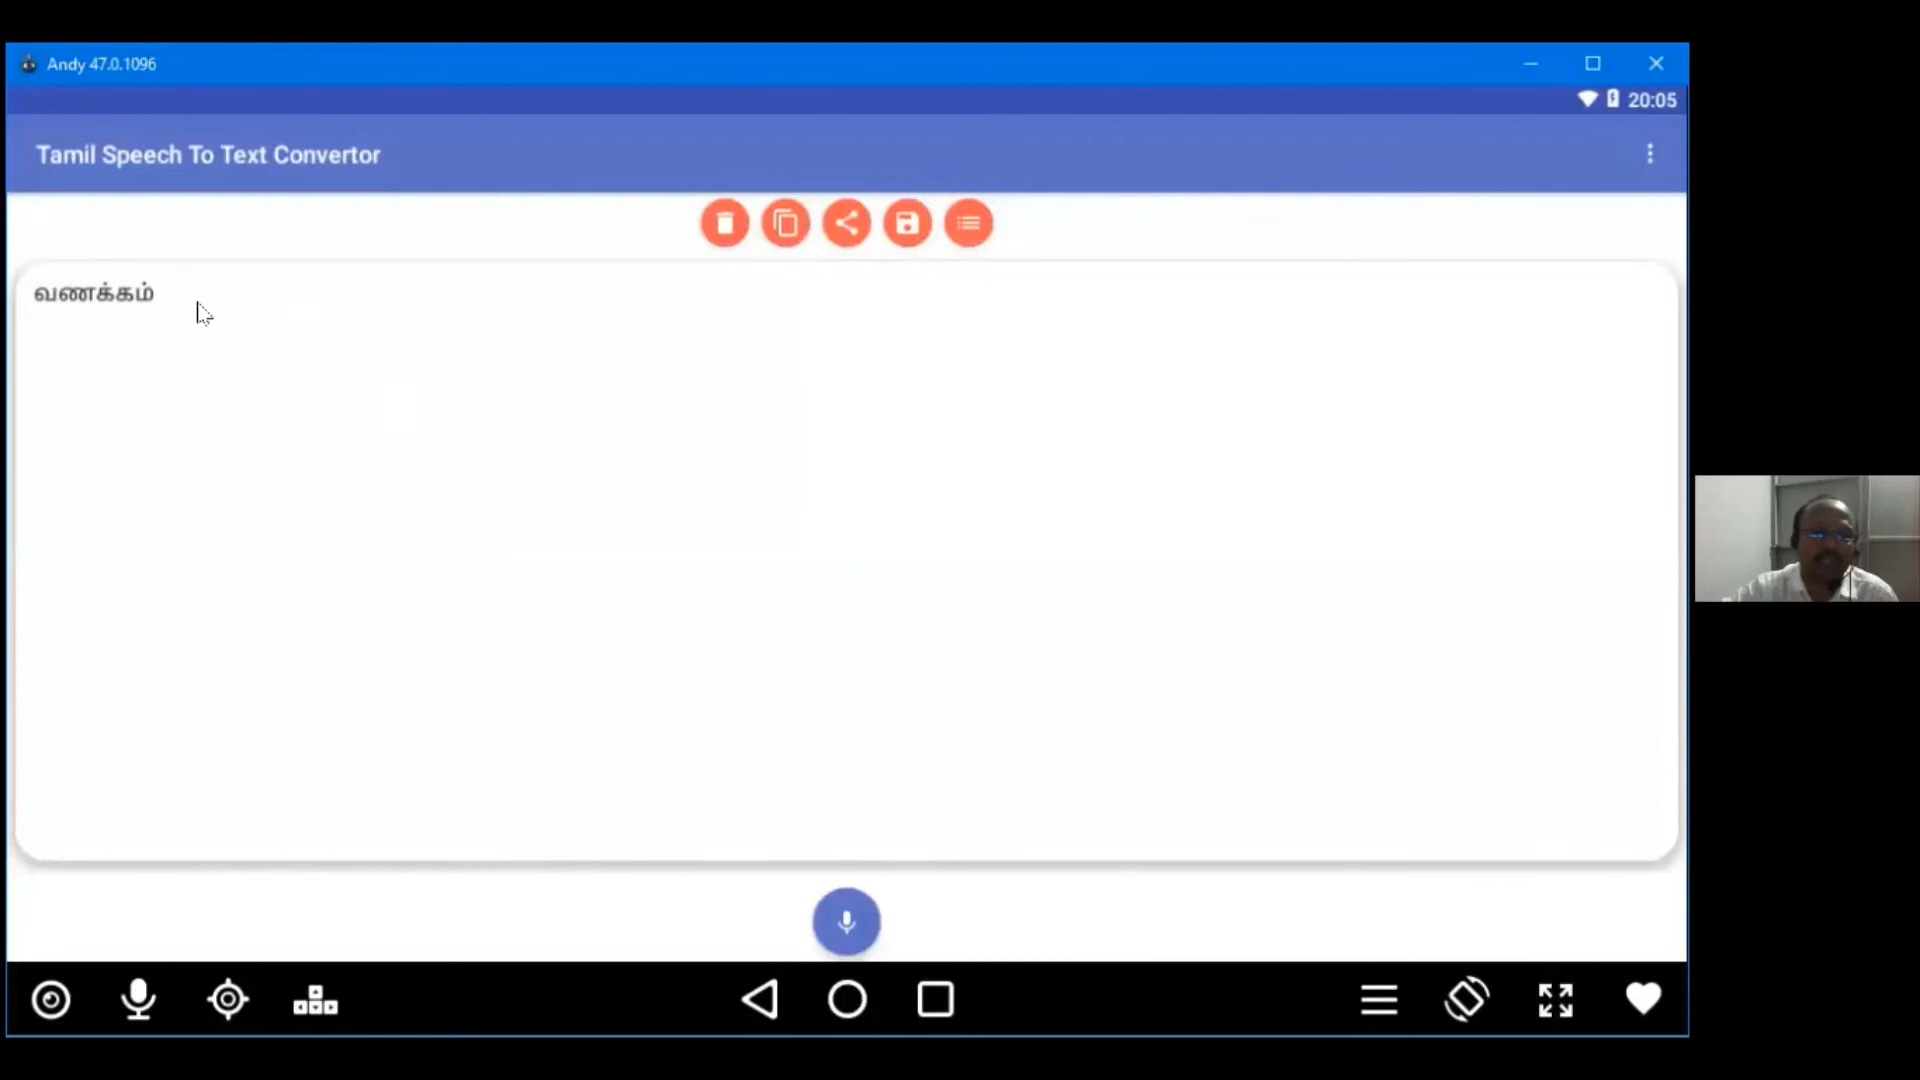 Andy 47.0.1096
20:05
Tamil Speech To Text Convertor
வணக்கம்